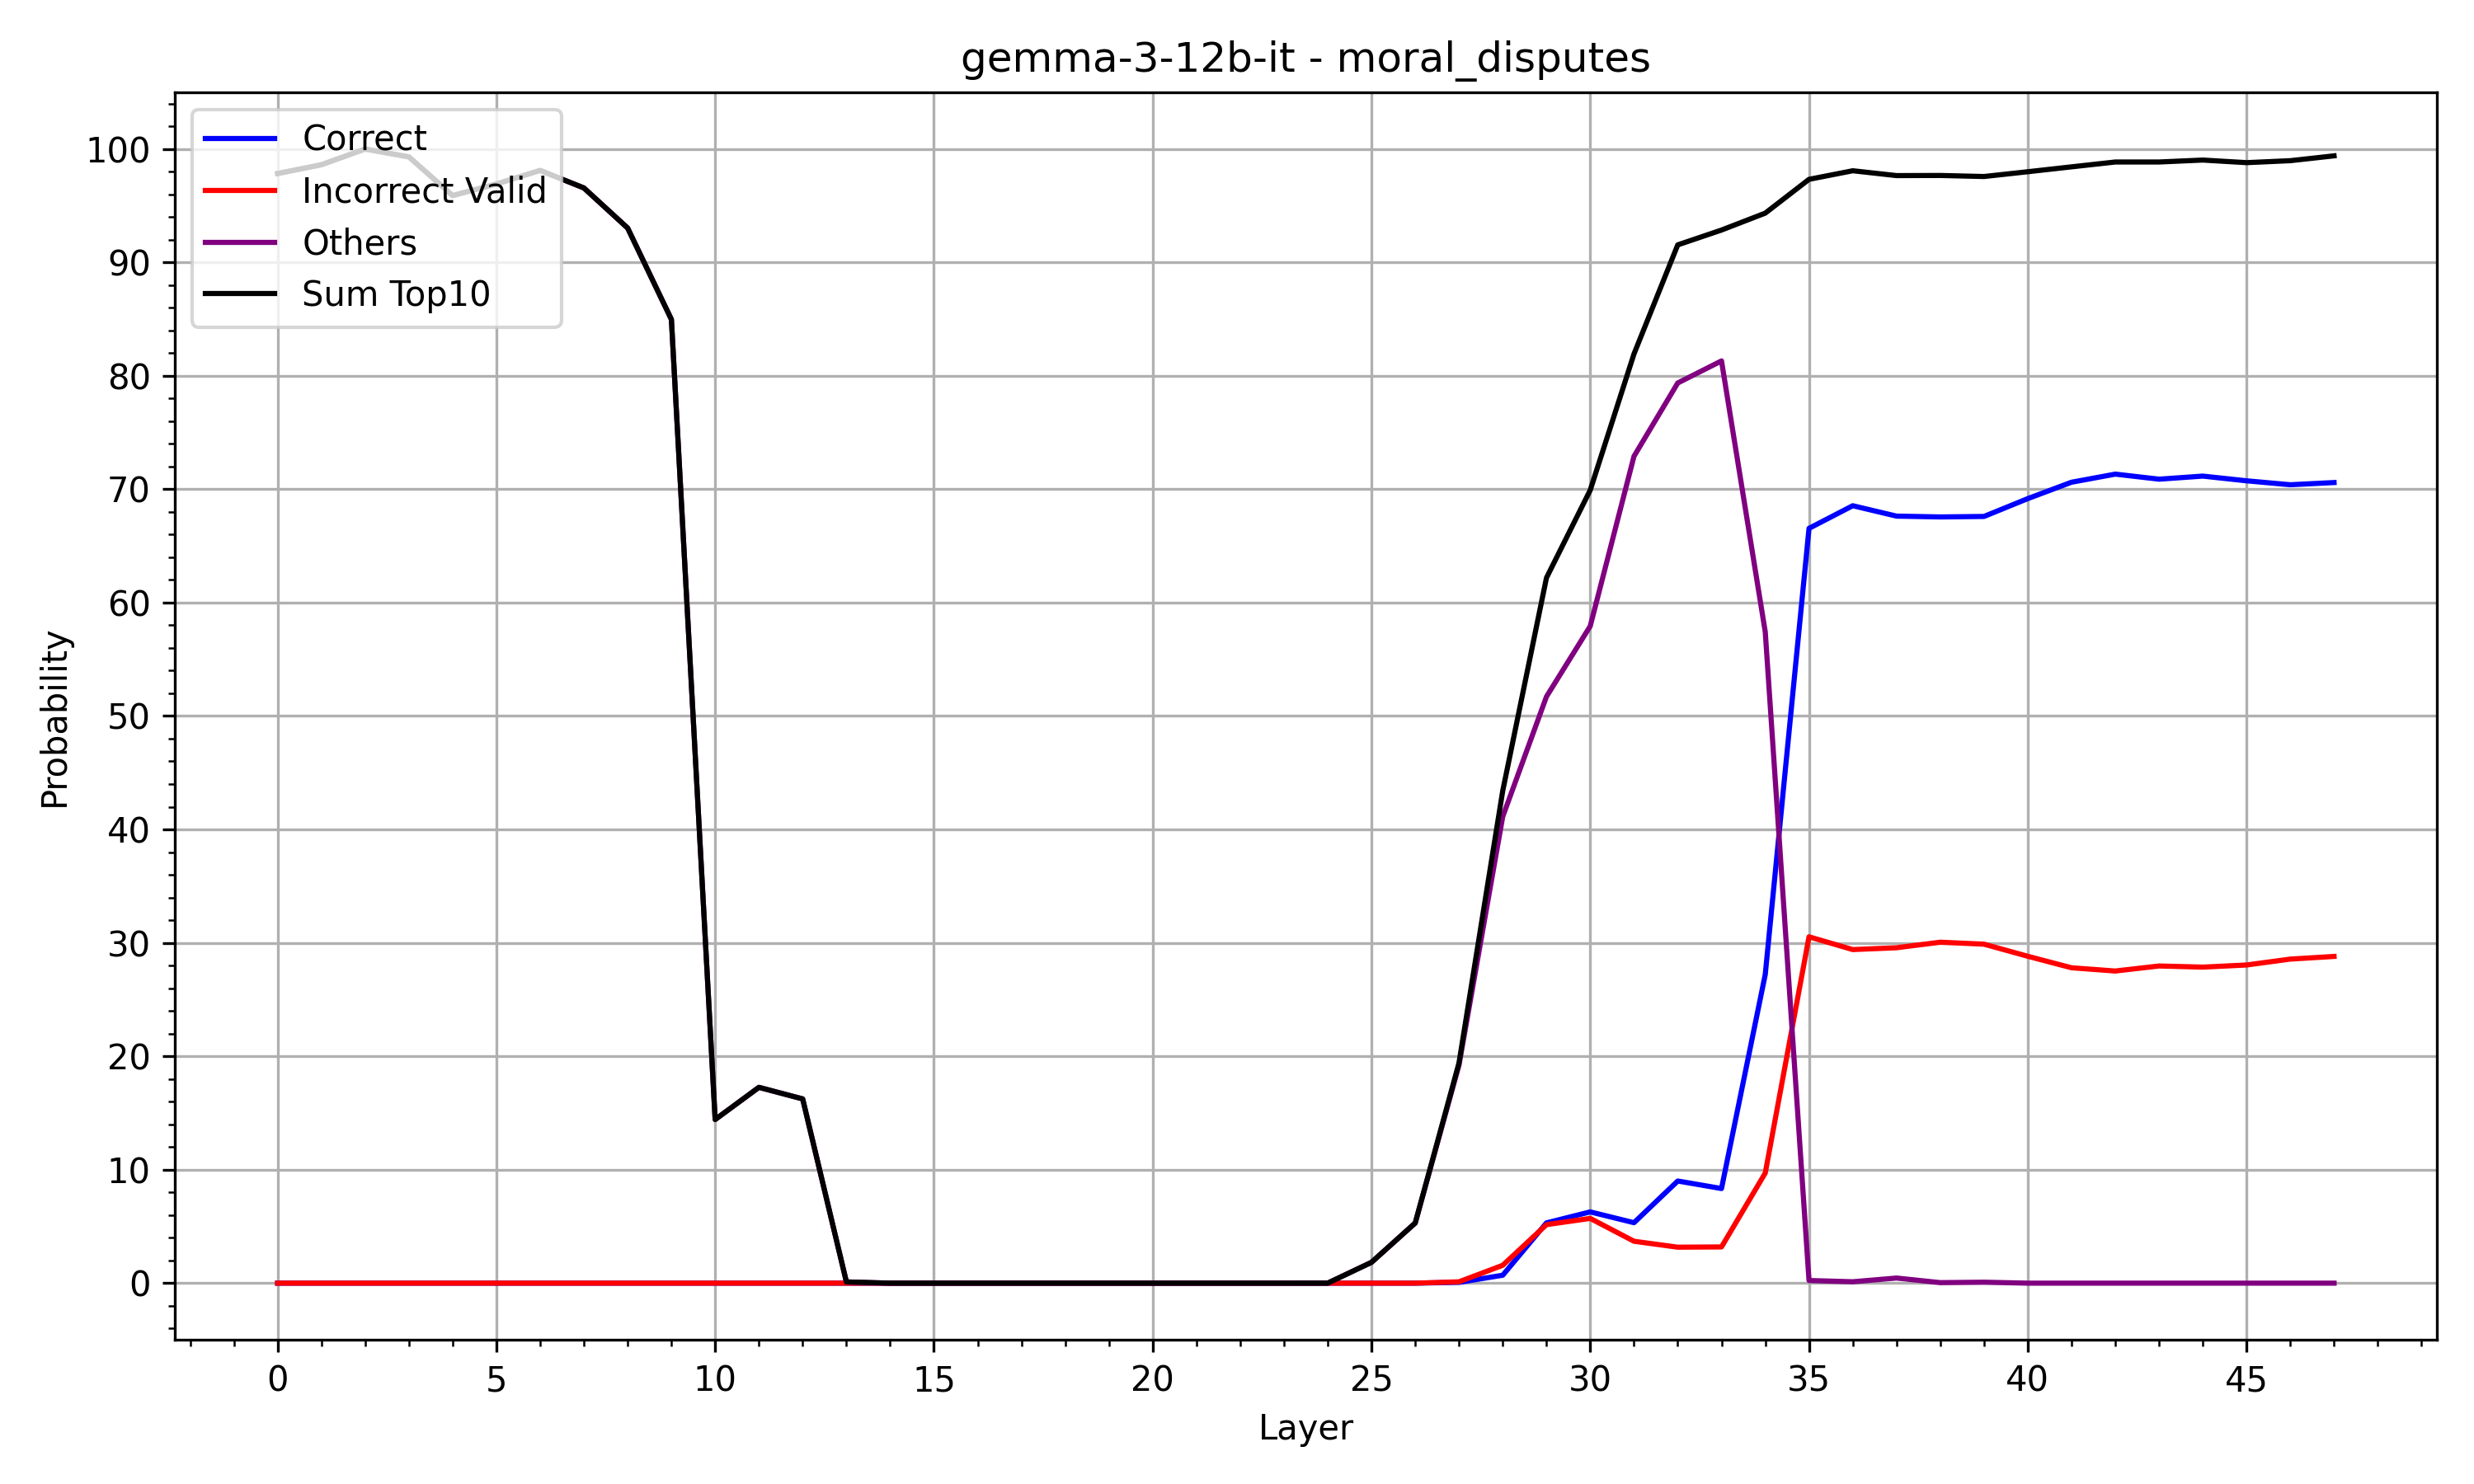 gemma-3-12b-it - moral_disputes
Correct
Incorrect Valid
Others
Sum Top10
Probability
100
90
80
70
60
50
40
30
20
10
0
0 5 10 15 20 25 30 35 40 45
Layer